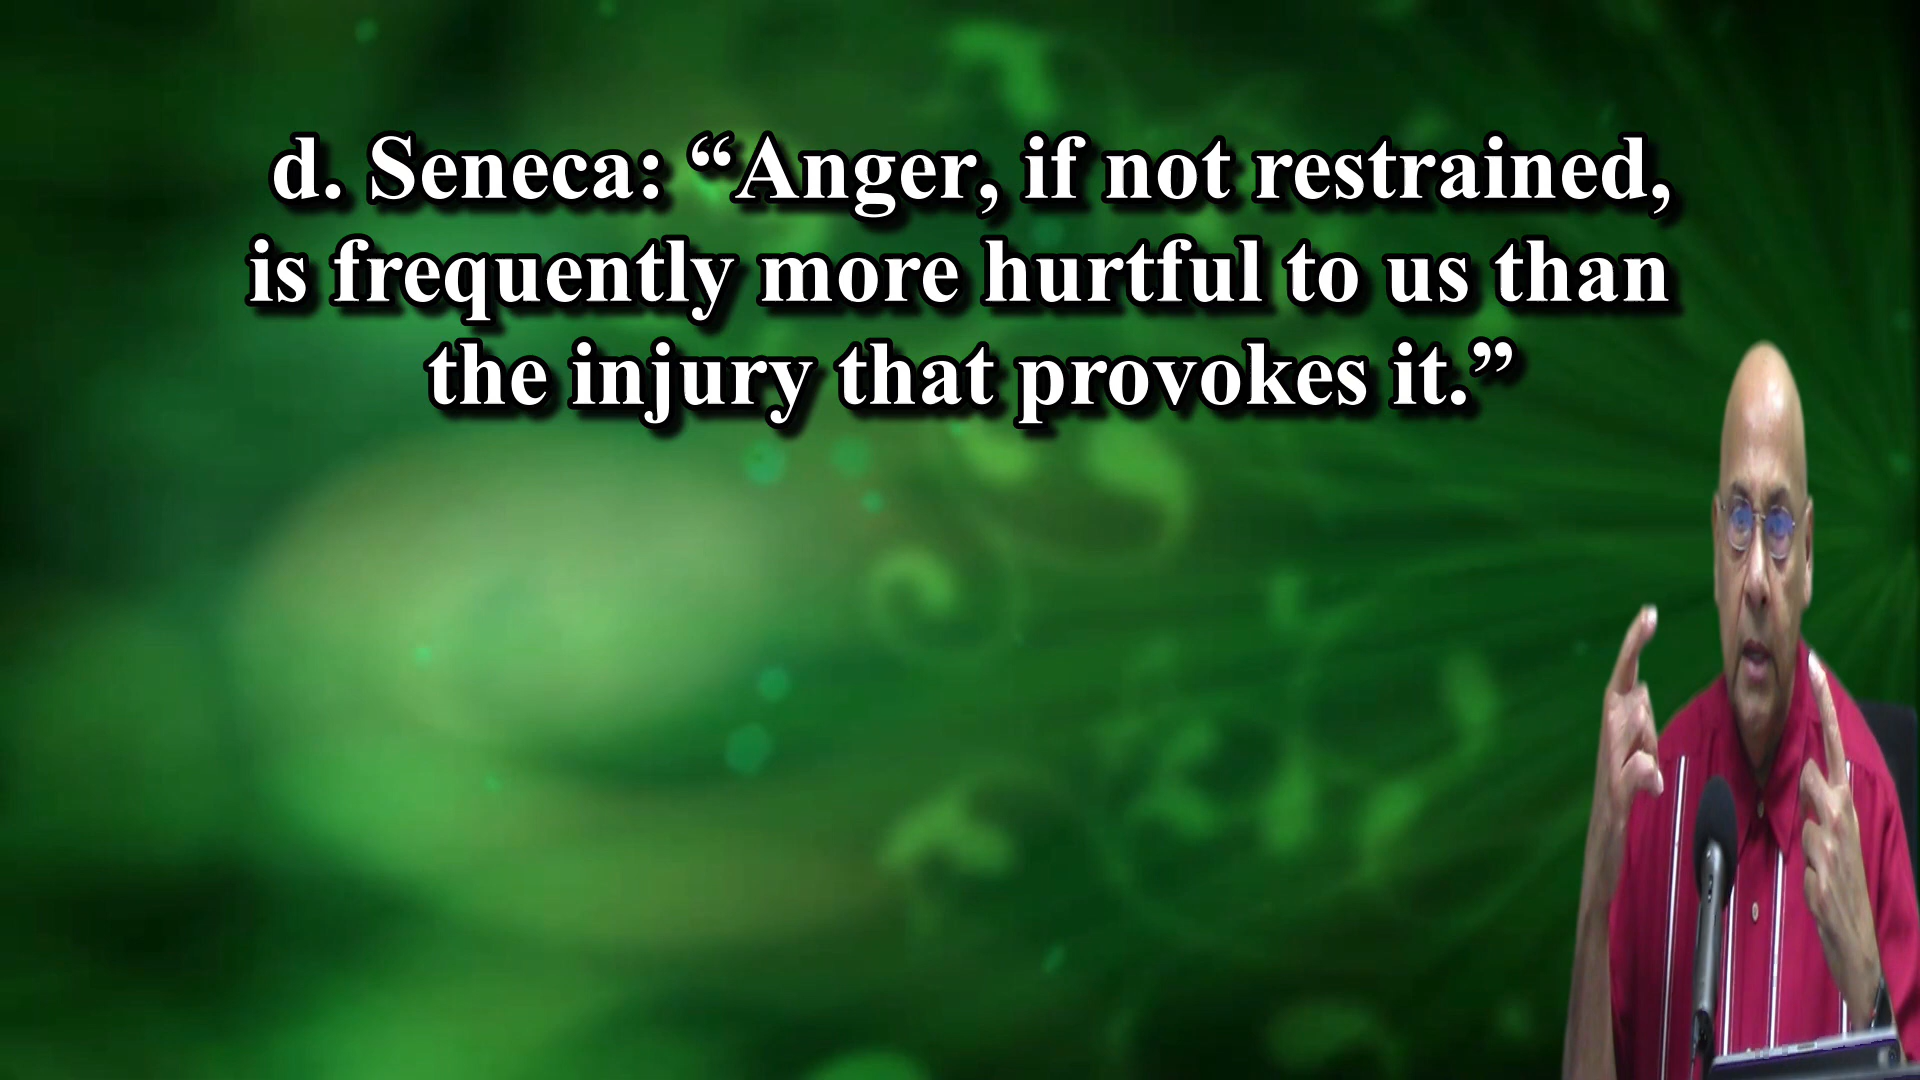 d. Seneca: “Anger, if not restrained,
is frequently more hurtful to us than
the injury that provokes it.”